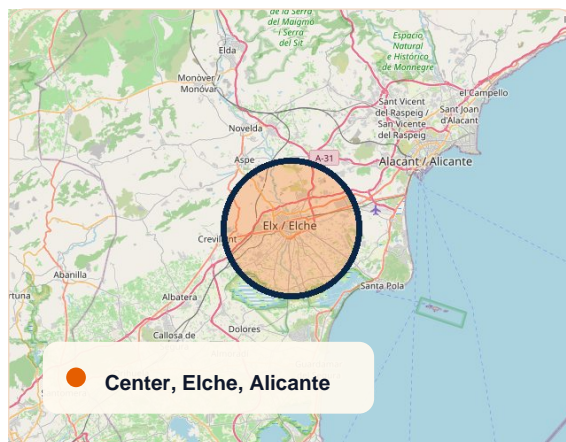 de la Serra
del Maigmó
i Serra
del Sit
Elda
Espacio
Natural
e Histórico
de Monnegre
Monòver /
Monóvar
el Campello
Sant Vicent
del Raspeig /
San Vicente
del Raspeig
Sant Joan
d'Alacant
Novelda
Aspe
A-31
Alacant / Alicante
Elx / Elche
Crevillent
Abanilla
Santa Pola
Albatera
Callosa de
Dolores
Center, Elche, Alicante